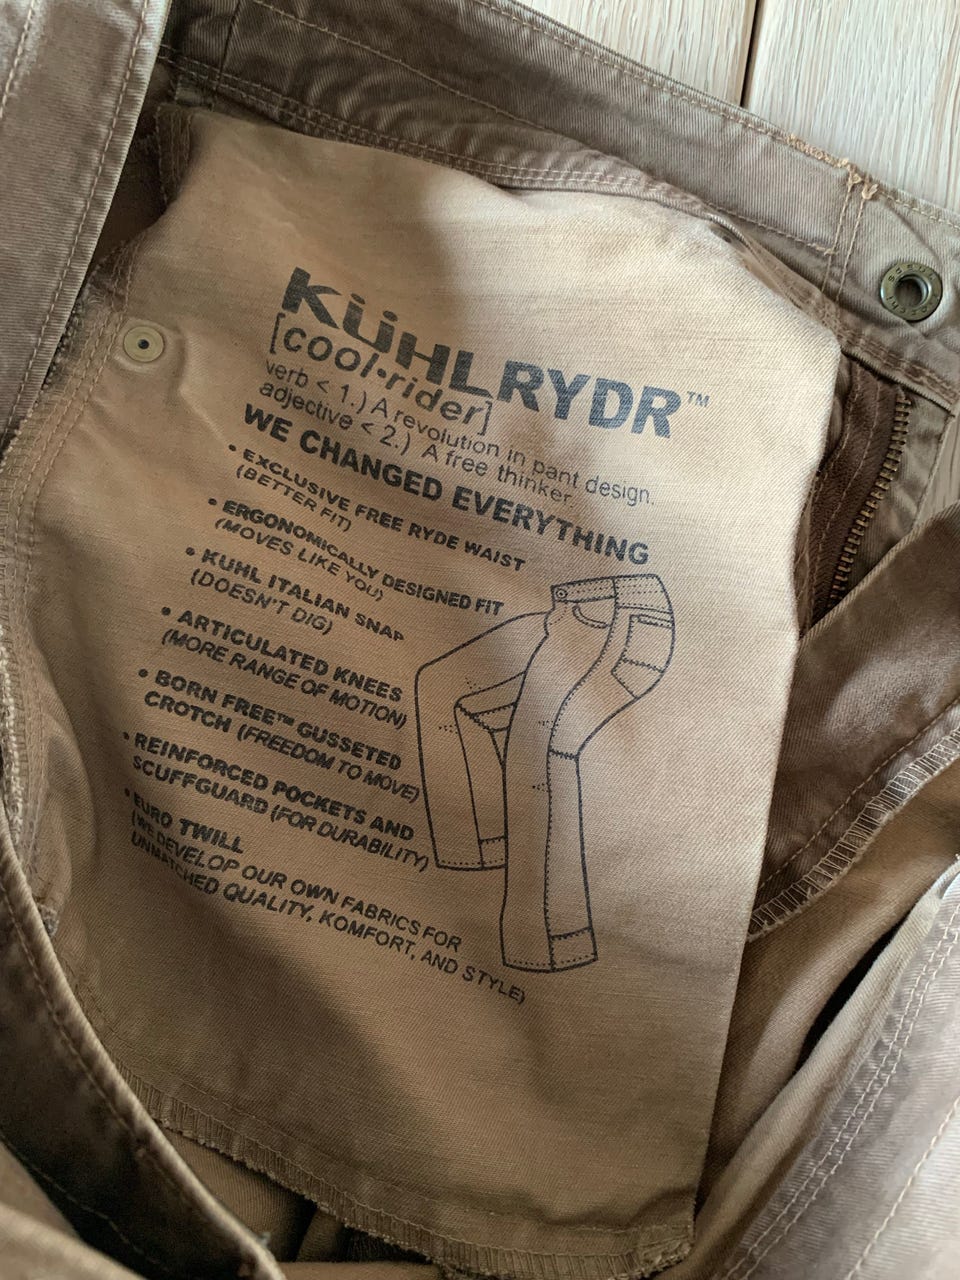 KÜHLRYDR™
[cool•rider]
verb < 1.) A revolution in pant design.
adjective < 2.) A free thinker.
WE CHANGED EVERYTHING
• EXCLUSIVE FREE RYDE WAIST
(BETTER FIT)
• ERGONOMICALLY DESIGNED FIT
(MOVES LIKE YOU)
• KUHL ITALIAN SNAP
(DOESN'T DIG)
• ARTICULATED KNEES
(MORE RANGE OF MOTION)
• BORN FREE™ GUSSETED
CROTCH (FREEDOM TO MOVE)
• REINFORCED POCKETS AND
SCUFFGUARD (FOR DURABILITY)
• EURO TWILL
(WE DEVELOP OUR OWN FABRICS FOR
UNMATCHED QUALITY, KOMFORT, AND STYLE)